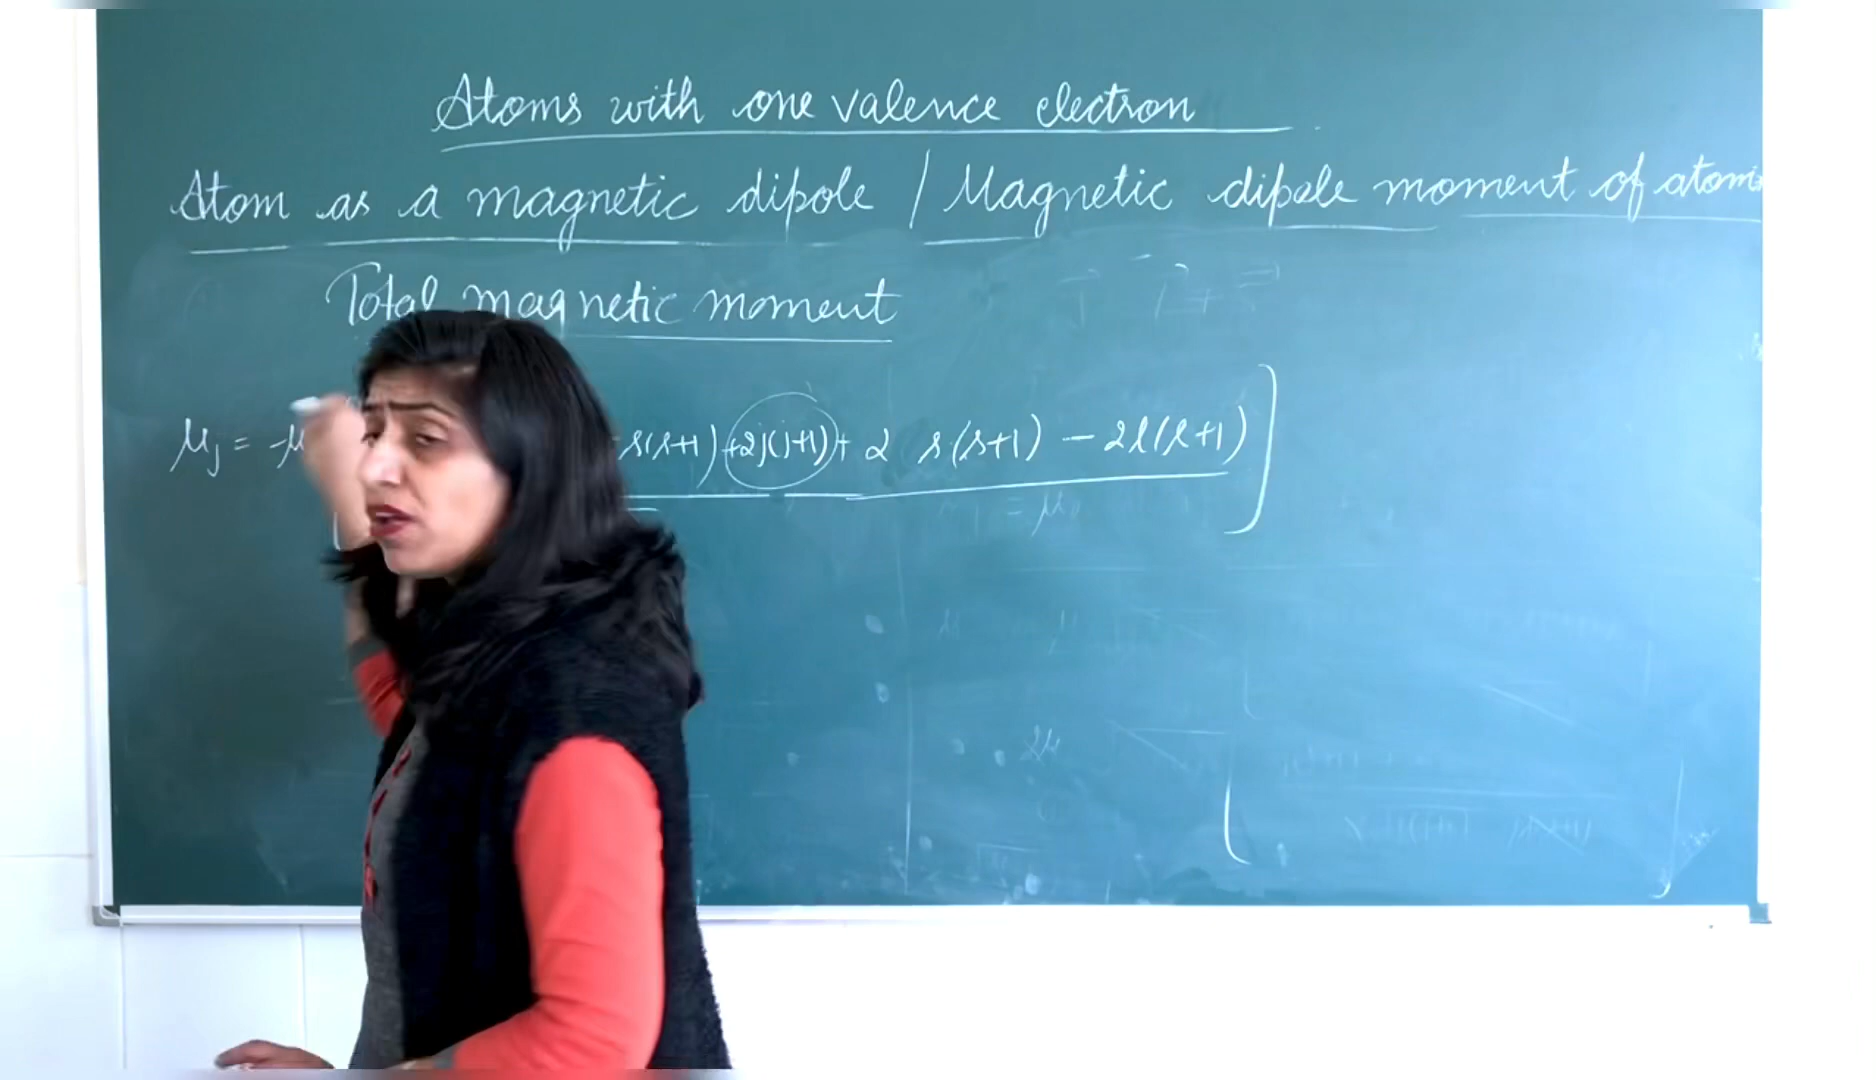 Atoms with one valence electron
Atom as a magnetic dipole / Magnetic dipole moment of atom
Total magnetic moment
μj = -μ s(s+1) +2j(j+1) + 2 s(s+1) - 2l(l+1) ]
= μ